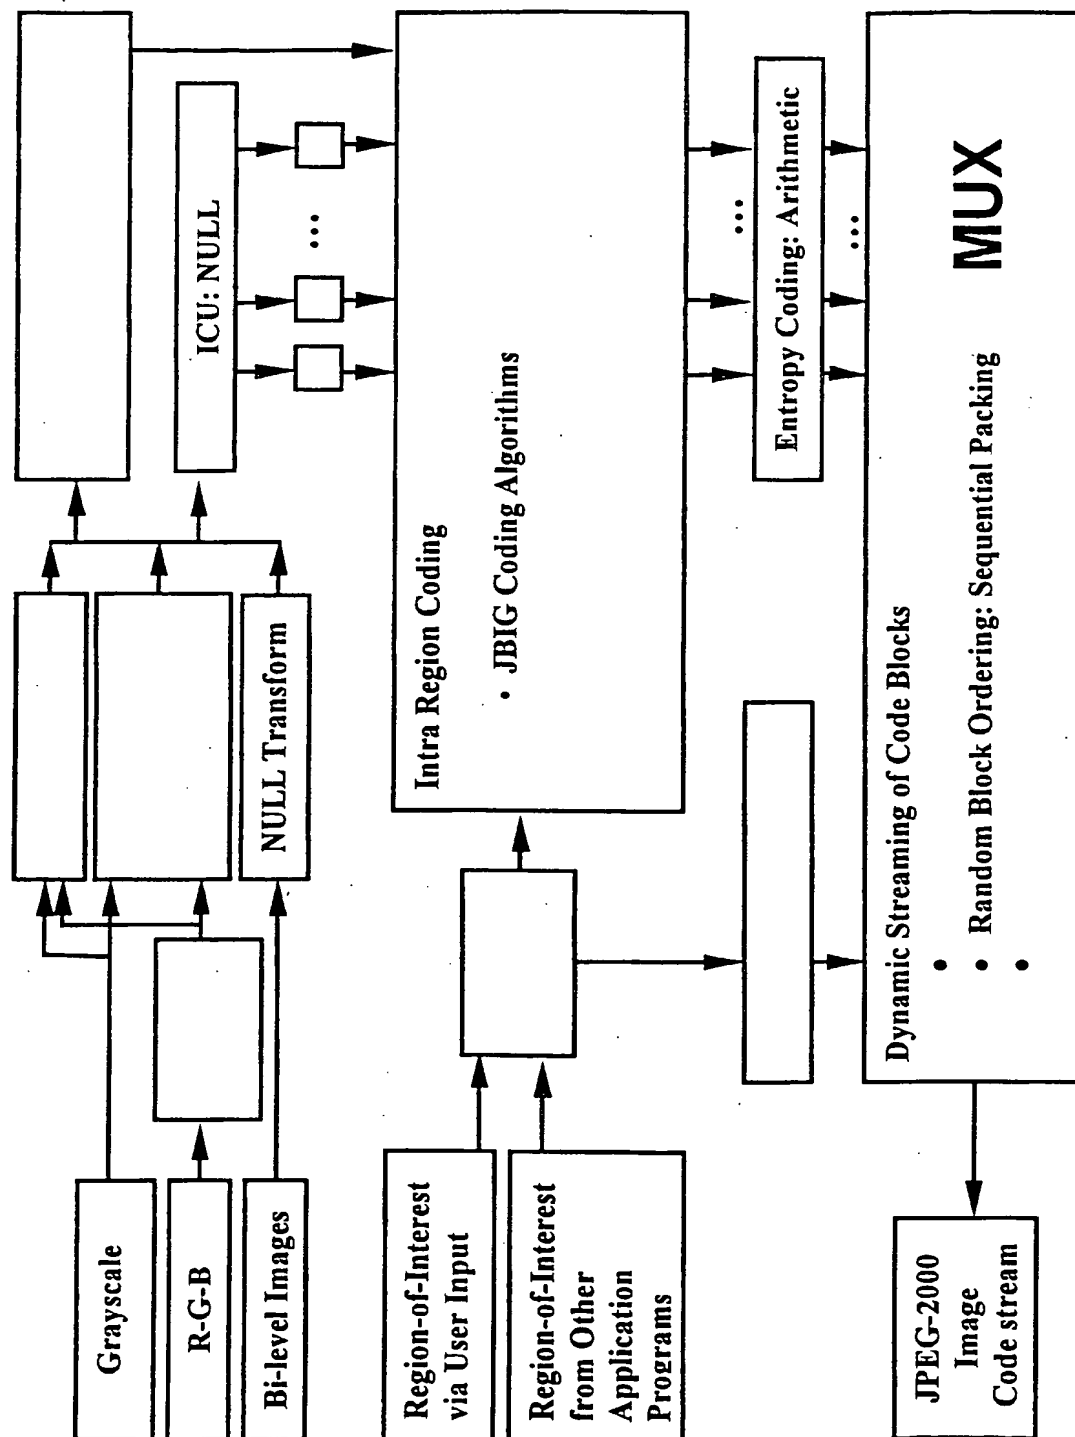 Grayscale
R-G-B
Bi-level Images
NULL Transform
ICU: NULL
Region-of-Interest
via User Input
Region-of-Interest
from Other
Application
Programs
Intra Region Coding
• JBIG Coding Algorithms
Entropy Coding: Arithmetic
Dynamic Streaming of Code Blocks
• Random Block Ordering: Sequential Packing
MUX
JPEG-2000
Image
Code stream